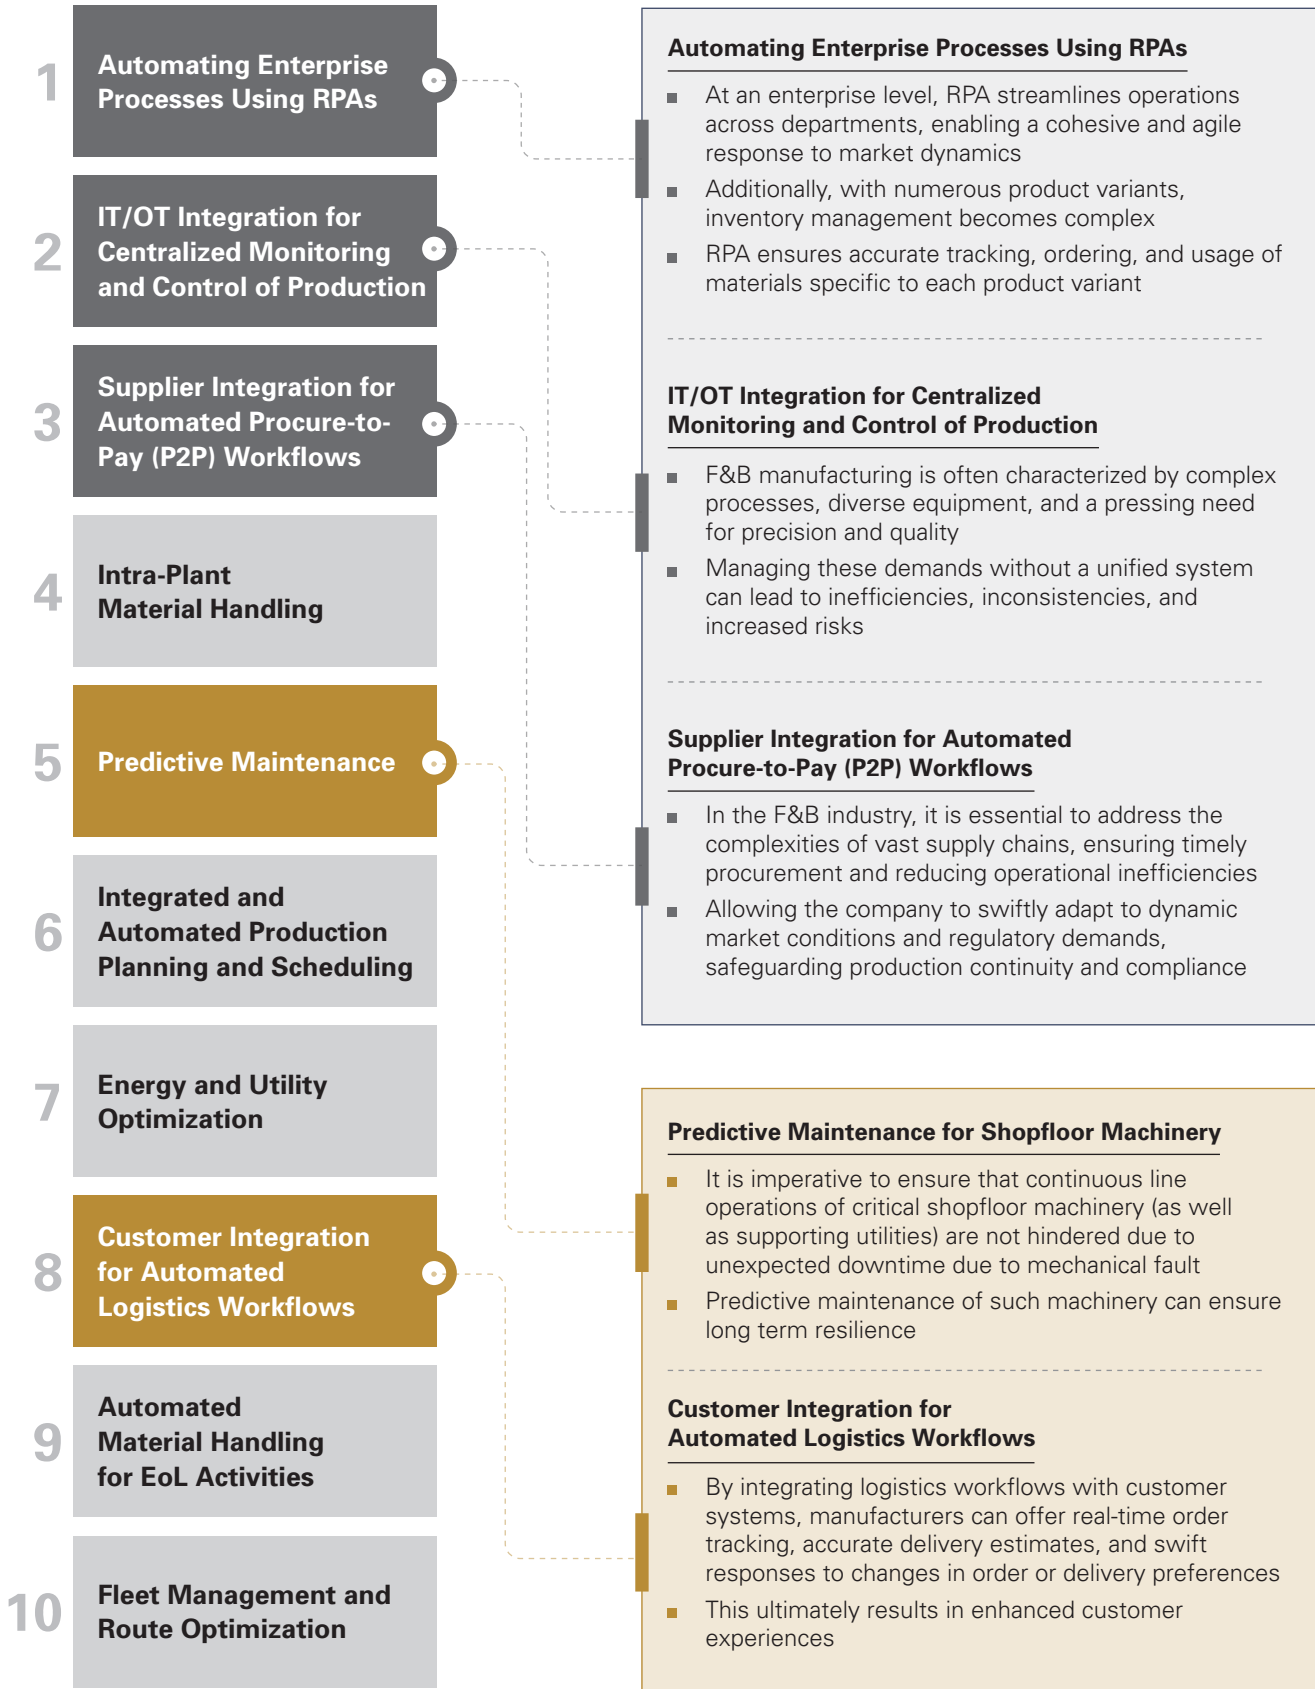 1
Automating Enterprise
Processes Using RPAs
2
IT/OT Integration for
Centralized Monitoring
and Control of Production
3
Supplier Integration for
Automated Procure-to-
Pay (P2P) Workflows
4
Intra-Plant
Material Handling
5
Predictive Maintenance
6
Integrated and
Automated Production
Planning and Scheduling
7
Energy and Utility
Optimization
8
Customer Integration
for Automated
Logistics Workflows
9
Automated
Material Handling
for EoL Activities
10
Fleet Management and
Route Optimization
Automating Enterprise Processes Using RPAs
At an enterprise level, RPA streamlines operations
across departments, enabling a cohesive and agile
response to market dynamics
Additionally, with numerous product variants,
inventory management becomes complex
RPA ensures accurate tracking, ordering, and usage of
materials specific to each product variant
IT/OT Integration for Centralized
Monitoring and Control of Production
F&B manufacturing is often characterized by complex
processes, diverse equipment, and a pressing need
for precision and quality
Managing these demands without a unified system
can lead to inefficiencies, inconsistencies, and
increased risks
Supplier Integration for Automated
Procure-to-Pay (P2P) Workflows
In the F&B industry, it is essential to address the
complexities of vast supply chains, ensuring timely
procurement and reducing operational inefficiencies
Allowing the company to swiftly adapt to dynamic
market conditions and regulatory demands,
safeguarding production continuity and compliance
Predictive Maintenance for Shopfloor Machinery
It is imperative to ensure that continuous line
operations of critical shopfloor machinery (as well
as supporting utilities) are not hindered due to
unexpected downtime due to mechanical fault
Predictive maintenance of such machinery can ensure
long term resilience
Customer Integration for
Automated Logistics Workflows
By integrating logistics workflows with customer
systems, manufacturers can offer real-time order
tracking, accurate delivery estimates, and swift
responses to changes in order or delivery preferences
This ultimately results in enhanced customer
experiences